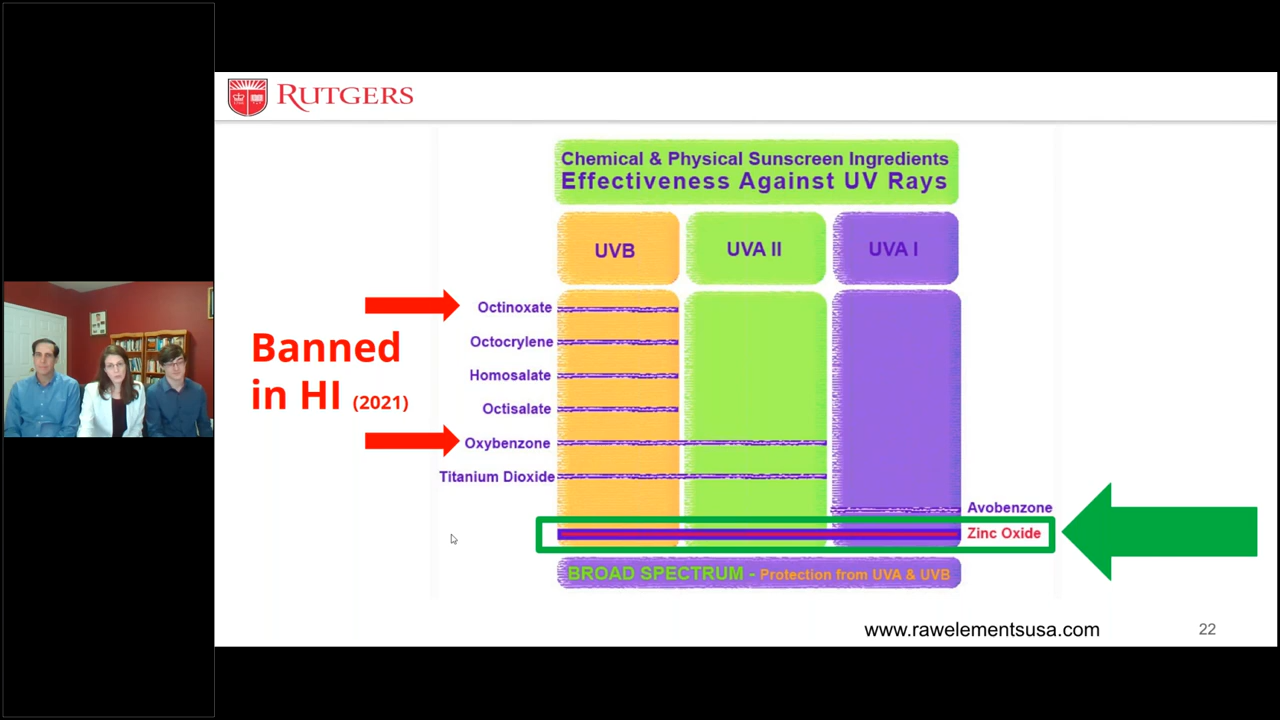 RUTGERS
Chemical & Physical Sunscreen Ingredients
Effectiveness Against UV Rays
UVB
UVA II
UVA I
Octinoxate
Octocrylene
Homosalate
Octisalate
Oxybenzone
Titanium Dioxide
Banned
in HI (2021)
Avobenzone
Zinc Oxide
BROAD SPECTRUM - Protection from UVA & UVB
www.rawelementsusa.com
22